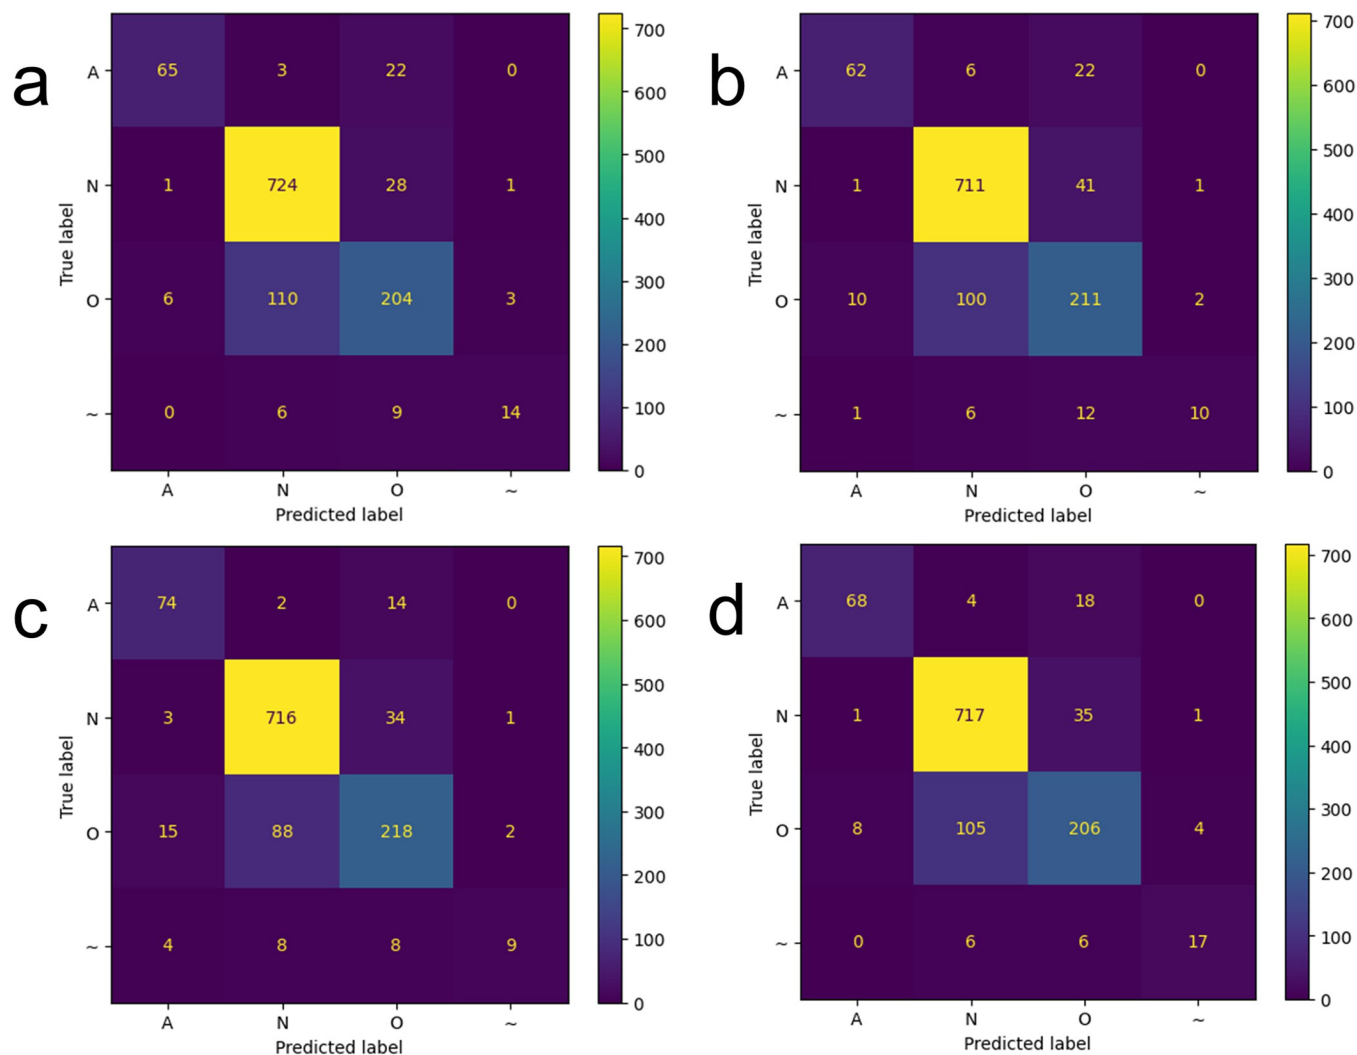 a
A 65 3 22 0
N 1 724 28 1
O 6 110 204 3
~ 0 6 9 14
A N O ~
Predicted label
True label
700
600
500
400
300
200
100
0
b
A 62 6 22 0
N 1 711 41 1
O 10 100 211 2
~ 1 6 12 10
A N O ~
Predicted label
True label
700
600
500
400
300
200
100
0
c
A 74 2 14 0
N 3 716 34 1
O 15 88 218 2
~ 4 8 8 9
A N O ~
Predicted label
True label
700
600
500
400
300
200
100
0
d
A 68 4 18 0
N 1 717 35 1
O 8 105 206 4
~ 0 6 6 17
A N O ~
Predicted label
True label
700
600
500
400
300
200
100
0